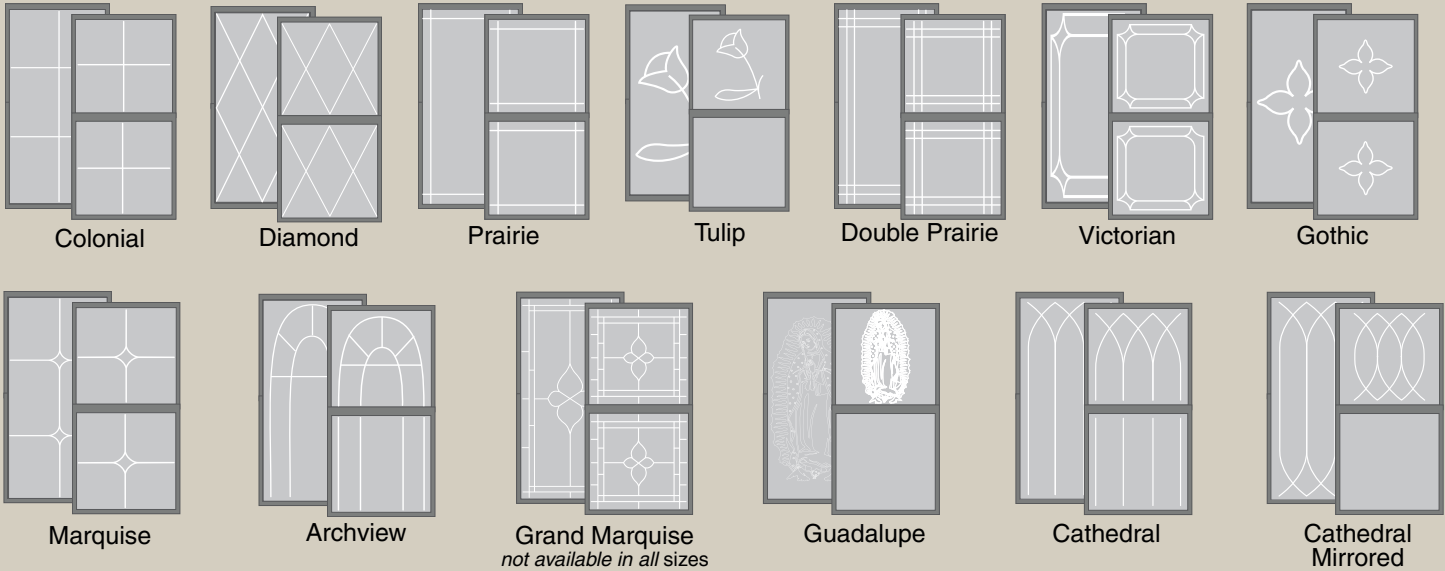 Colonial
Diamond
Prairie
Tulip
Double Prairie
Victorian
Gothic
Marquise
Archview
Grand Marquise
not available in all sizes
Guadalupe
Cathedral
Cathedral
Mirrored